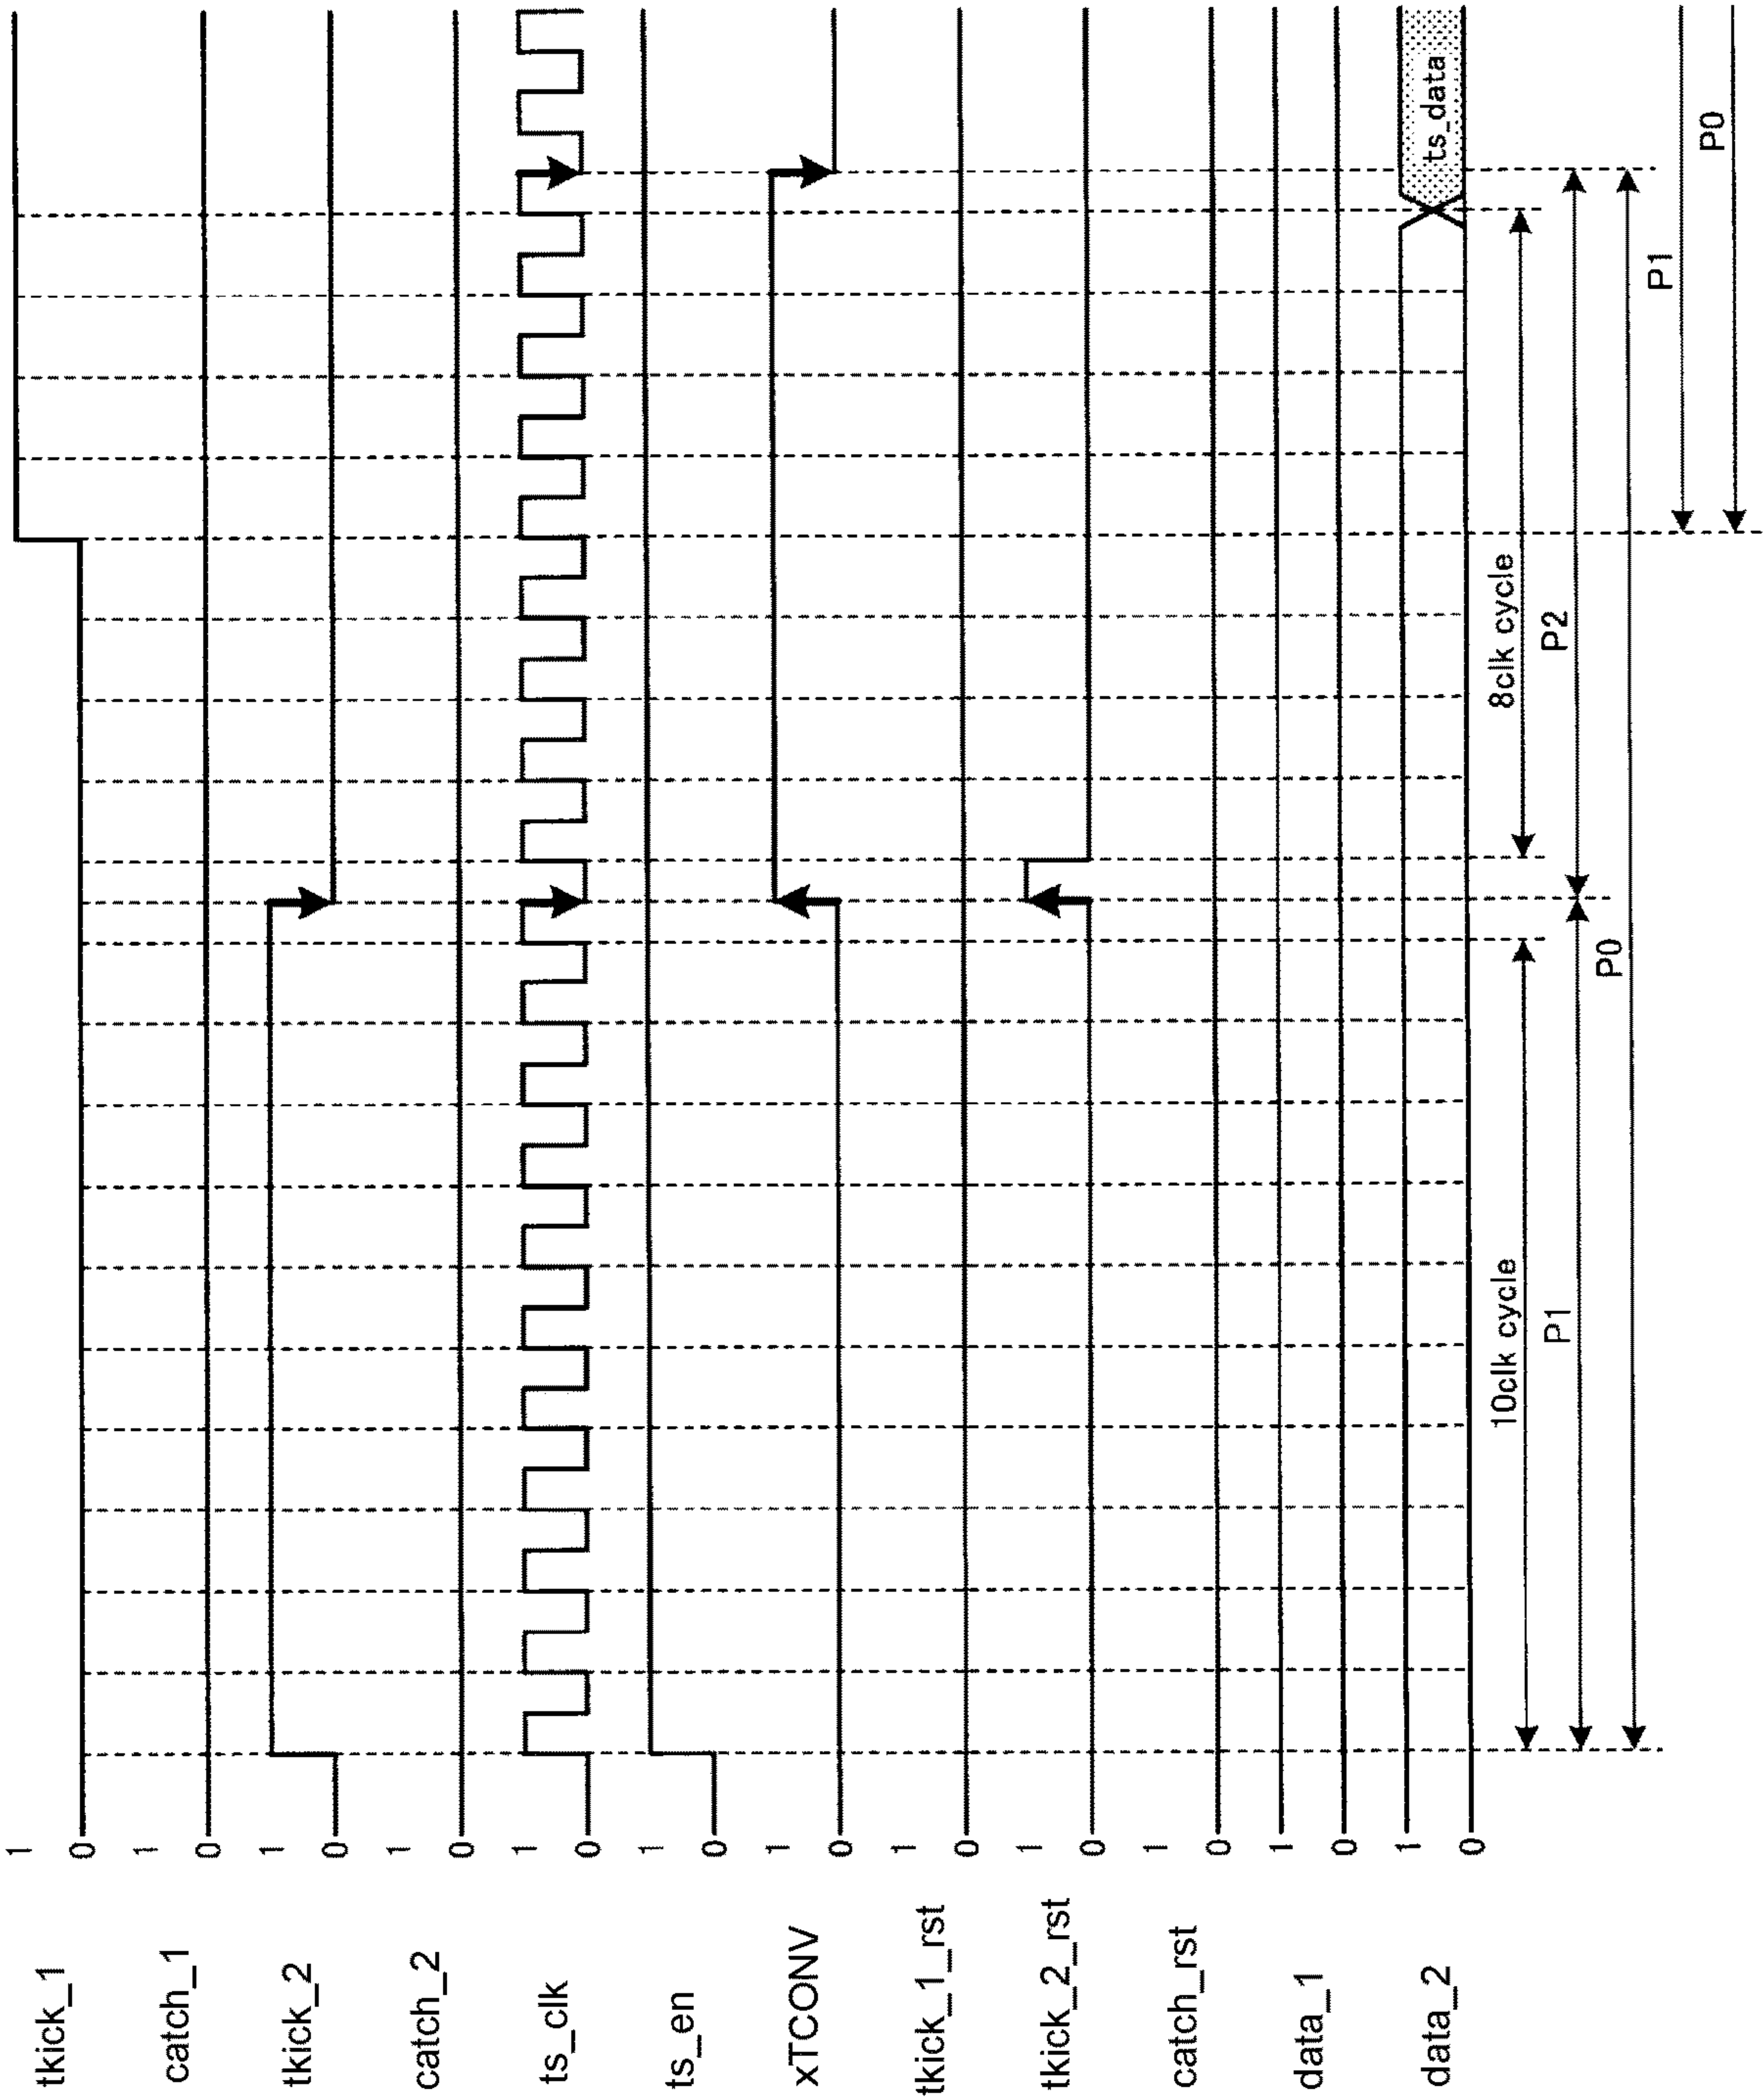 tkick_1 1 0
catch_1 1 0
tkick_2 1 0
catch_2 1 0
ts_clk 1 0
ts_en 1 0
xTCONV 1 0
tkick_1_rst 1 0
tkick_2_rst 1 0
catch_rst 1 0
data_1 1 0
data_2 1 0
ts_data
10clk cycle
8clk cycle
P1
P2
P0
P1
P0